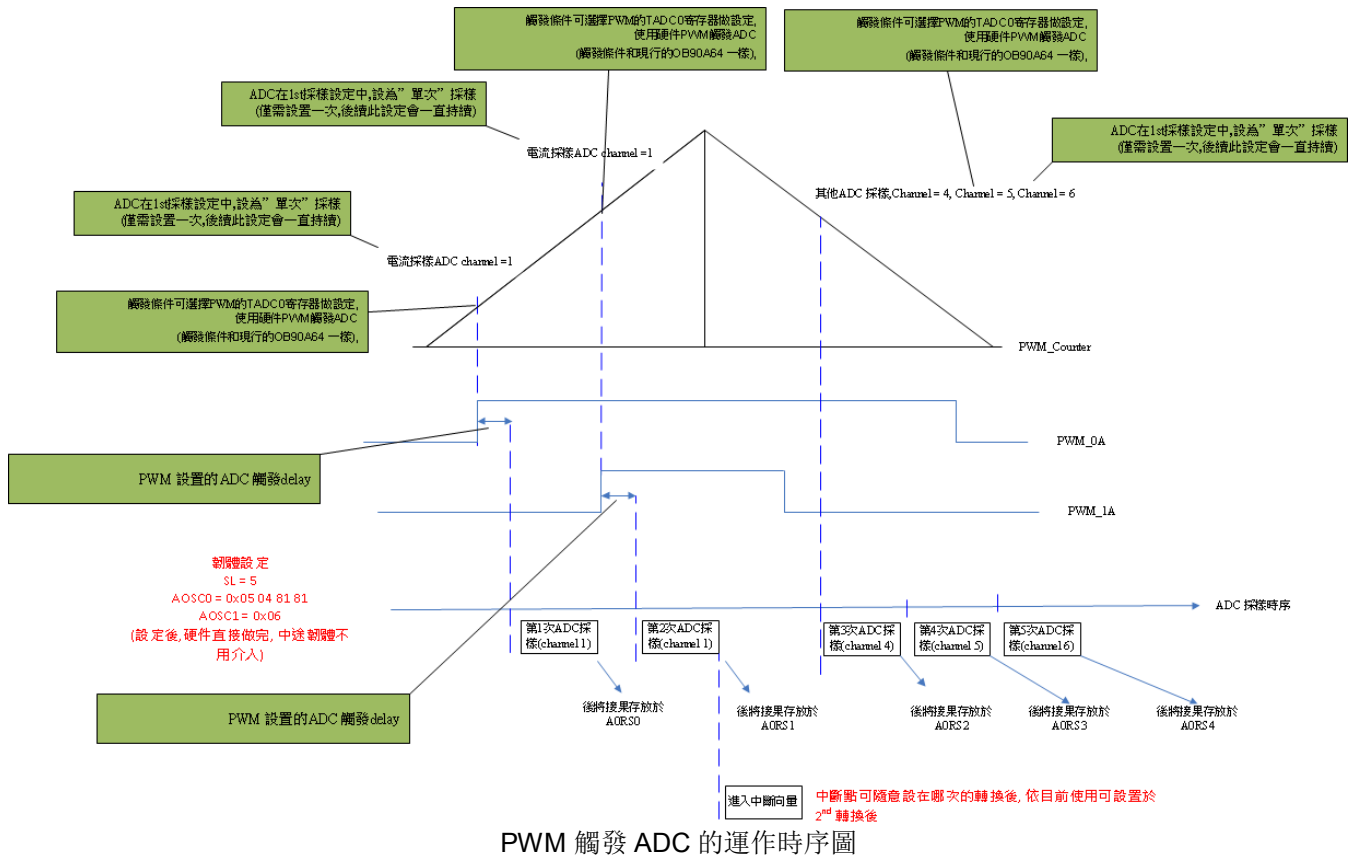 觸發條件可選擇PWM的TADC0寄存器做設定,
使用硬件PWM觸發ADC
(觸發條件和現行的OB90A64 一樣),
觸發條件可選擇PWM的TADC0寄存器做設定,
使用硬件PWM觸發ADC
(觸發條件和現行的OB90A64 一樣),
ADC在1st採樣設定中,設為”單次”採樣
(僅需設置一次,後續此設定會一直持續)
ADC在1st採樣設定中,設為”單次”採樣
(僅需設置一次,後續此設定會一直持續)
電流採樣ADC channel =1
ADC在1st採樣設定中,設為”單次”採樣
(僅需設置一次,後續此設定會一直持續)
其他ADC 採樣,Channel = 4, Channel = 5, Channel = 6
電流採樣ADC channel =1
觸發條件可選擇PWM的TADC0寄存器做設定,
使用硬件PWM觸發ADC
(觸發條件和現行的OB90A64 一樣),
PWM_Counter
PWM_0A
PWM 設置的ADC 觸發delay
PWM_1A
韌體設定
SL = 5
AOSC0 = 0x05 04 81 81
AOSC1 = 0x06
(設定後, 硬件直接做完, 中途韌體不
用介入)
ADC 採樣時序
第1次ADC採
樣(channel 1)
第2次ADC採
樣(channel 1)
第3次ADC採
樣(channel 4)
第4次ADC採
樣(channel 5)
第5次ADC採
樣(channel 6)
PWM 設置的ADC 觸發delay
後將接果存放於
A0RS0
後將接果存放於
A0RS1
後將接果存放於
A0RS2
後將接果存放於
A0RS3
後將接果存放於
A0RS4
進入中斷向量
中斷點可隨意設在哪次的轉換後, 依目前使用可設置於
2nd 轉換後
PWM 觸發 ADC 的運作時序圖